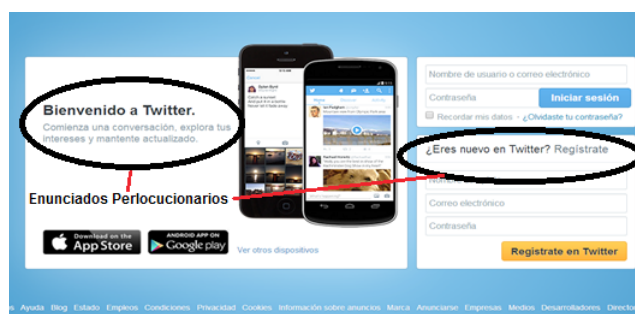 Bienvenido a Twitter.
Comienza una conversación, explora tus
intereses y mantente actualizado.
Enunciados Perlocucionarios
Download on the
App Store
ANDROID APP ON
Google play
Ver otros dispositivos
Nombre de usuario o correo electrónico
Contraseña
Iniciar sesión
Recordar mis datos · ¿Olvidaste tu contraseña?
¿Eres nuevo en Twitter? Regístrate
Correo electrónico
Contraseña
Regístrate en Twitter
Ayuda Blog Estado Empleos Condiciones Privacidad Cookies Información sobre anuncios Marca Anunciarse Empresas Medios Desarrolladores